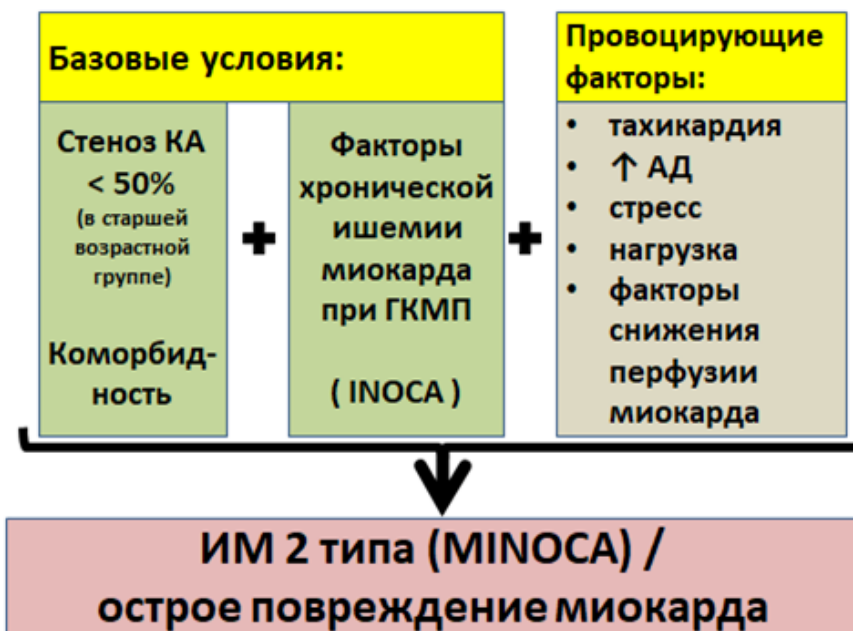 Базовые условия:
Стеноз КА
< 50%
(в старшей
возрастной
группе)
Коморбид-
ность
+
Факторы
хронической
ишемии
миокарда
при ГКМП
( INOCA )
+
Провоцирующие
факторы:
• тахикардия
• ↑ АД
• стресс
• нагрузка
• факторы
снижения
перфузии
миокарда
ИМ 2 типа (MINOCA) /
острое повреждение миокарда